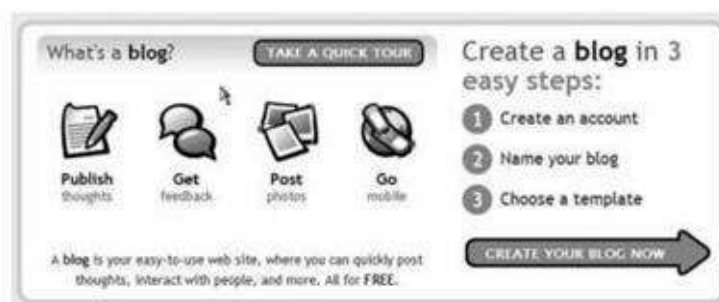 What's a blog?
TAKE A QUICK TOUR
Publish
thoughts
Get
feedback
Post
photos
Go
mobile
A blog is your easy-to-use web site, where you can quickly post
thoughts, interact with people, and more. All for FREE.
Create a blog in 3
easy steps:
1 Create an account
2 Name your blog
3 Choose a template
CREATE YOUR BLOG NOW